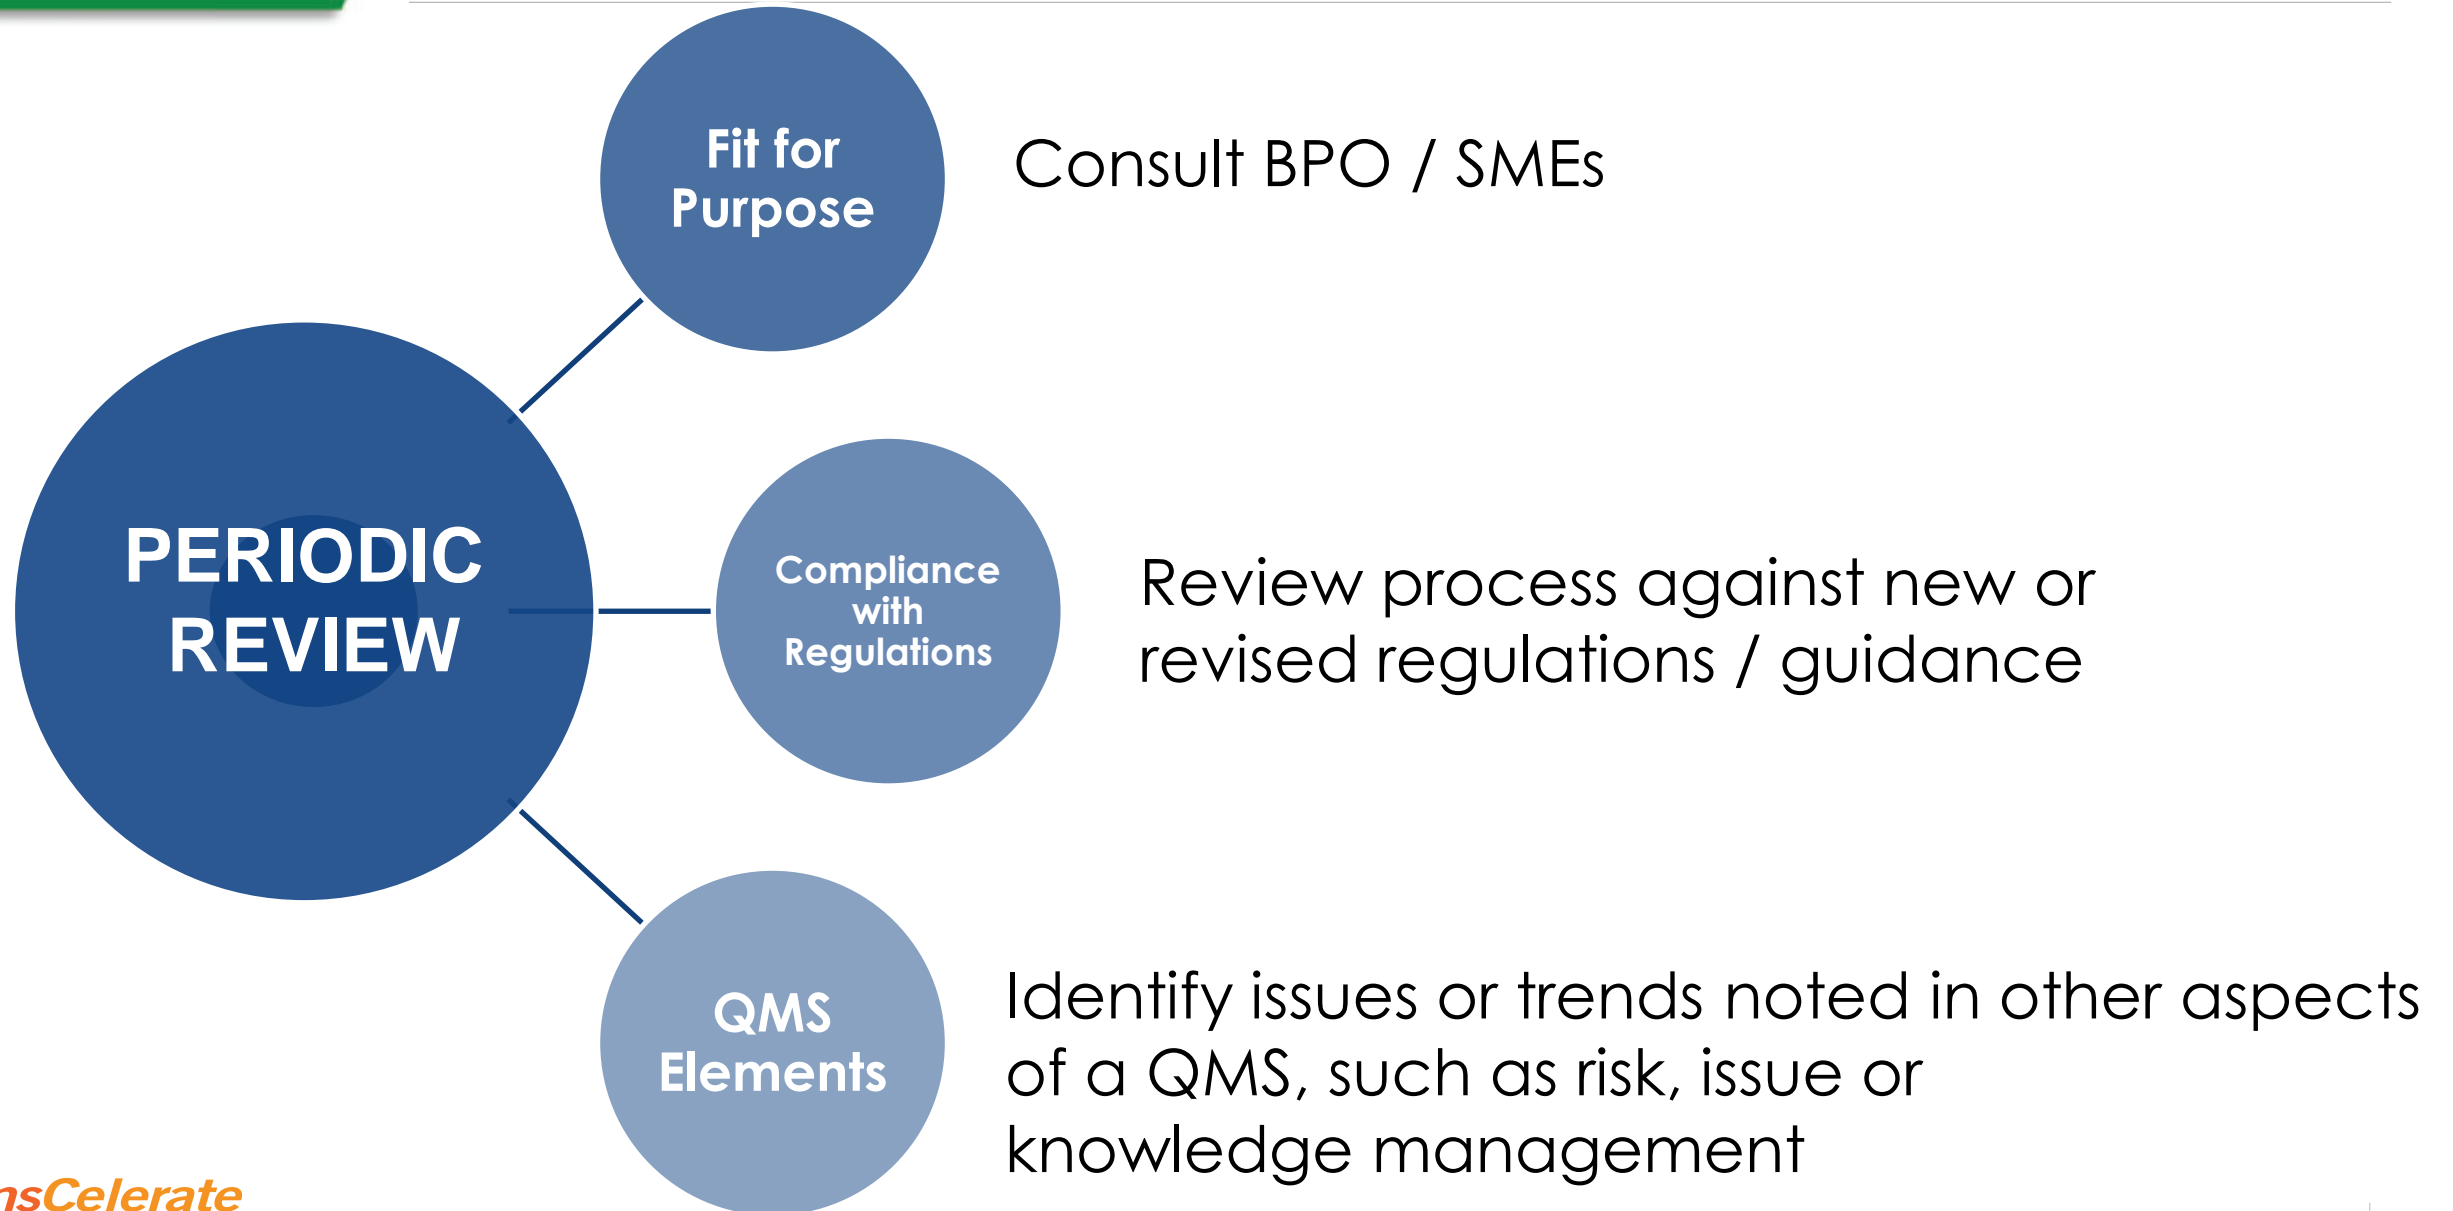 Fit for
Purpose
Consult BPO / SMEs
PERIODIC
REVIEW
Compliance
with
Regulations
Review process against new or
revised regulations / guidance
QMS
Elements
Identify issues or trends noted in other aspects
of a QMS, such as risk, issue or
knowledge management
nsCelerate